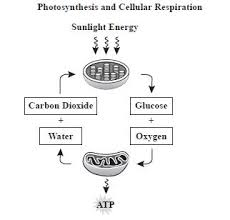 Photosynthesis and Cellular Respiration
Sunlight Energy
Carbon Dioxide
+
Water
Glucose
+
Oxygen
ATP